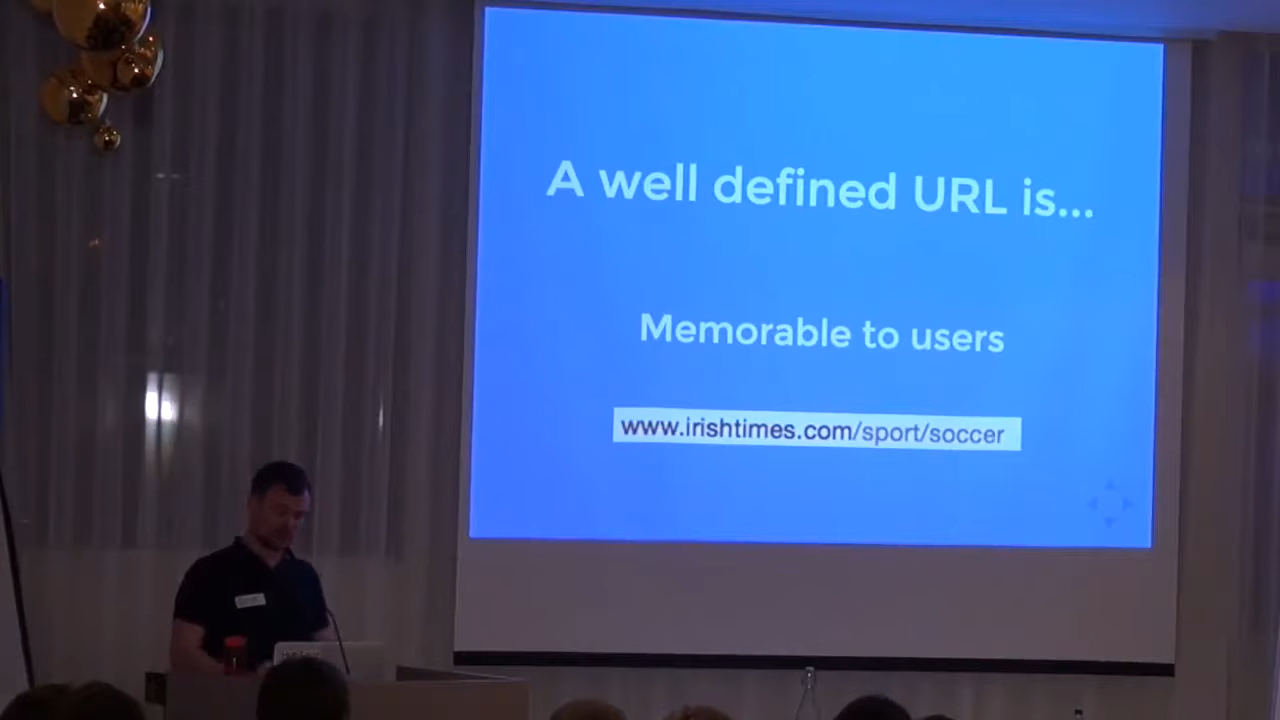 A well defined URL is...
Memorable to users
www.irishtimes.com/sport/soccer